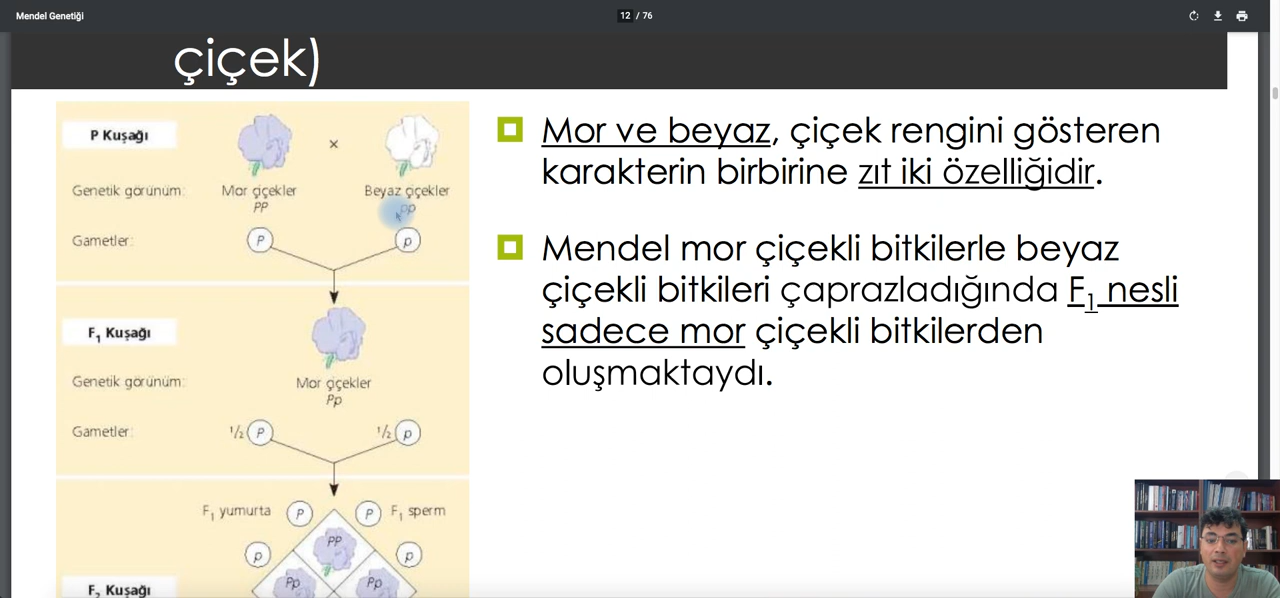 Mendel Genetiği
12 / 76
çiçek)
P Kuşağı
×
Genetik görünüm:
Mor çiçekler
Beyaz çiçekler
PP
pp
Gametler:
P
p
F1 Kuşağı
Genetik görünüm:
Mor çiçekler
Pp
Gametler:
1/2 P
1/2 p
F1 yumurta
P
P
F1 sperm
PP
p
p
Pp
Pp
F2 Kuşağı
Mor ve beyaz, çiçek rengini gösteren
karakterin birbirine zıt iki özelliğidir.
Mendel mor çiçekli bitkilerle beyaz
çiçekli bitkileri çaprazladığında F1 nesli
sadece mor çiçekli bitkilerden
oluşmaktaydı.